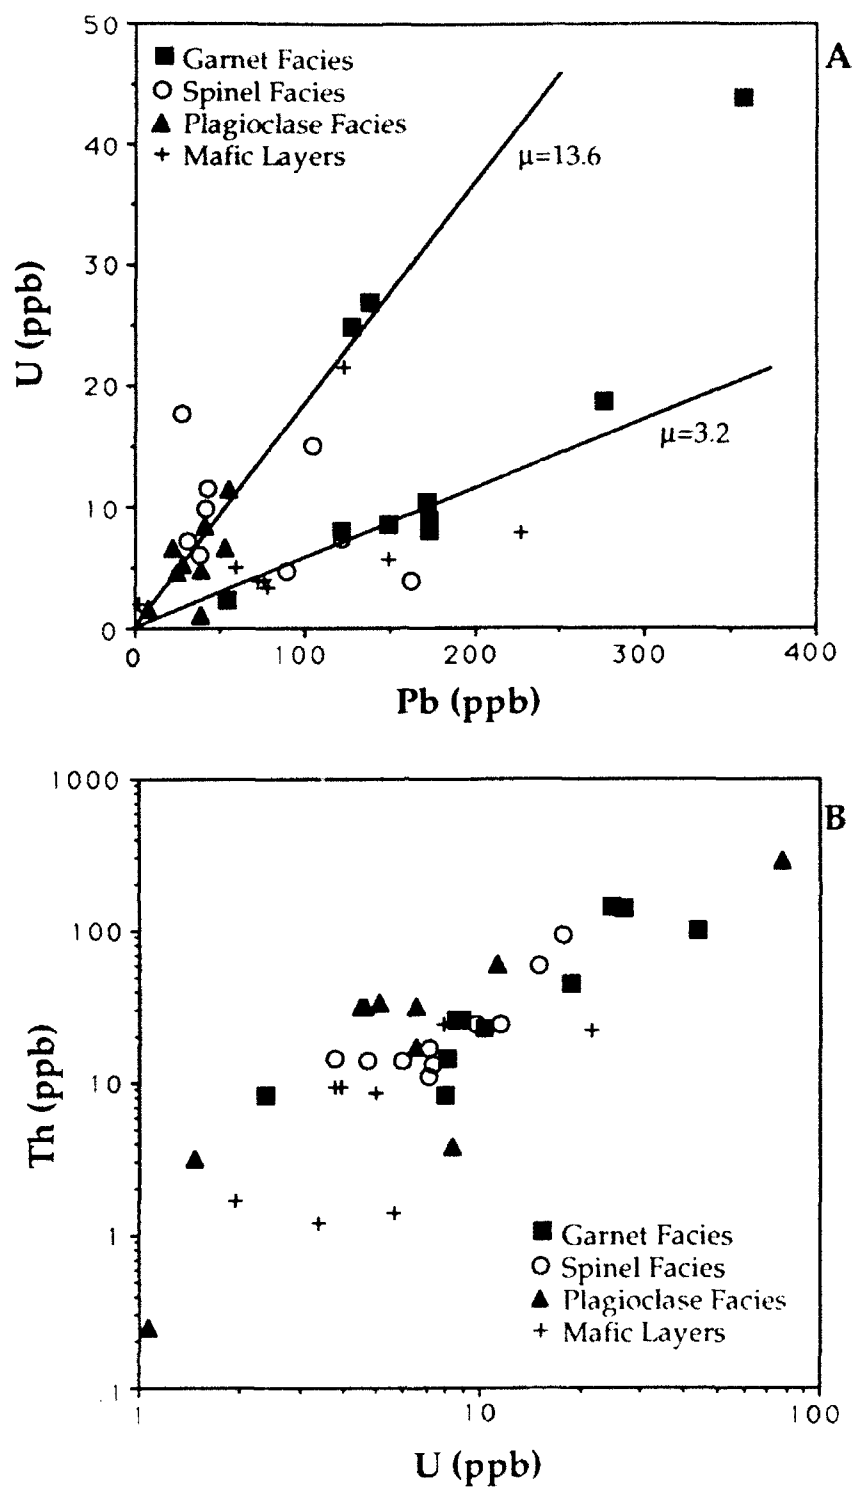 50
A
Garnet Facies
Spinel Facies
Plagioclase Facies
Mafic Layers
40
μ=13.6
30
U (ppb)
20
μ=3.2
10
0
0 100 200 300 400
Pb (ppb)
1000
B
100
Th (ppb)
10
1
Garnet Facies
Spinel Facies
Plagioclase Facies
Mafic Layers
.1
1 10 100
U (ppb)